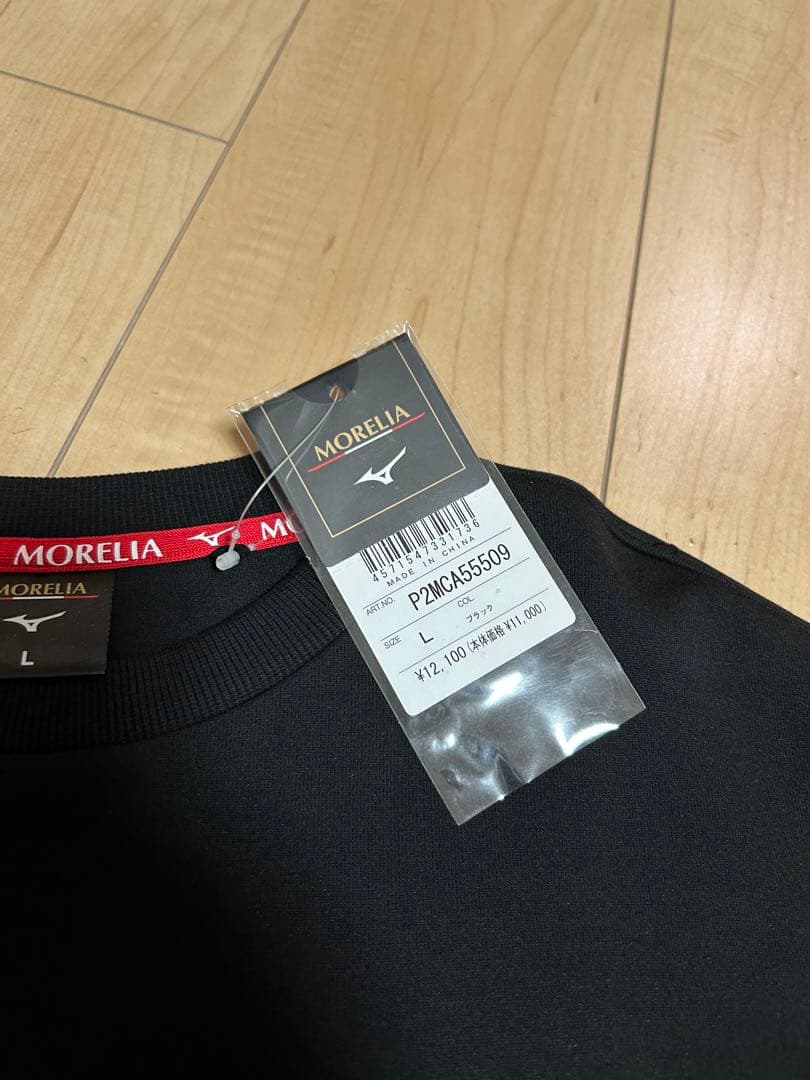 MORELIA
4571547331736
MADE IN CHINA
ART.NO. P2MCA55509
SIZE L COL. ブラック
¥12,100(本体価格¥11,000)
MORELIA MO
MORELIA
L